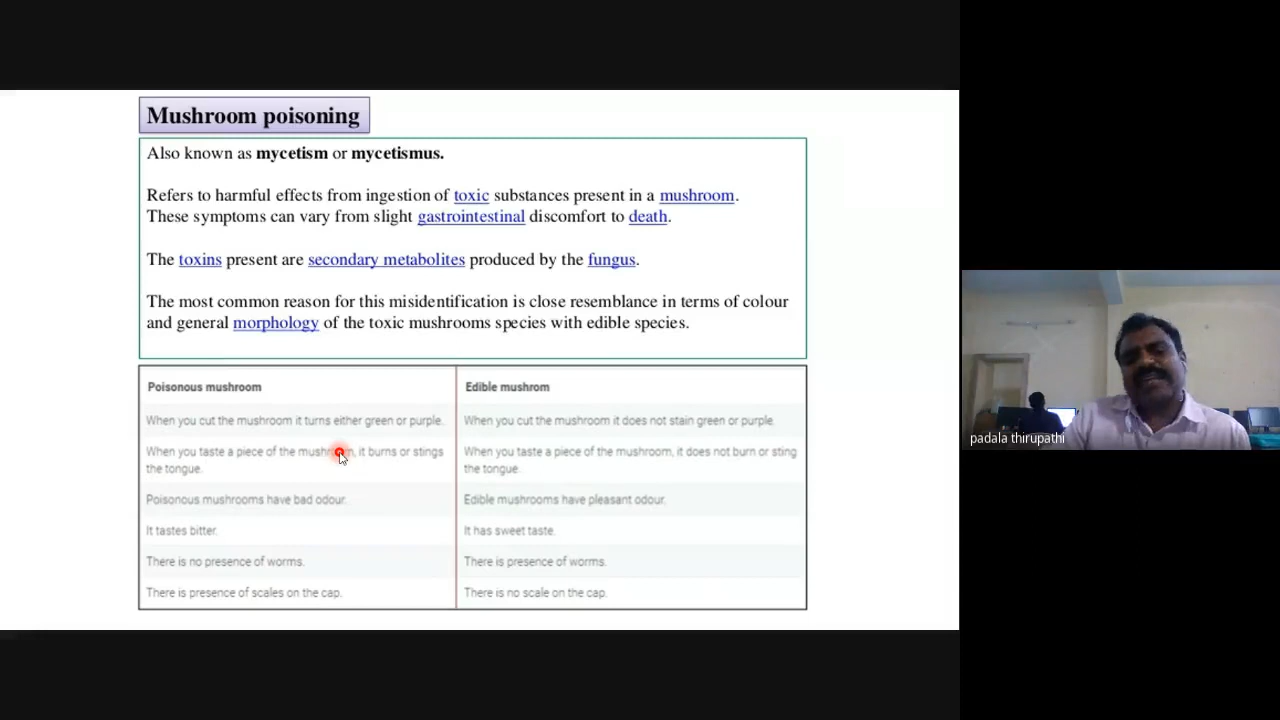 Mushroom poisoning
Also known as mycetism or mycetismus.
Refers to harmful effects from ingestion of toxic substances present in a mushroom.
These symptoms can vary from slight gastrointestinal discomfort to death.
The toxins present are secondary metabolites produced by the fungus.
The most common reason for this misidentification is close resemblance in terms of colour
and general morphology of the toxic mushrooms species with edible species.
Poisonous mushroom
Edible mushrom
When you cut the mushroom it turns either green or purple.
When you cut the mushroom it does not stain green or purple.
When you taste a piece of the mushroom, it burns or stings
the tongue.
When you taste a piece of the mushroom, it does not burn or sting
the tongue.
Poisonous mushrooms have bad odour.
Edible mushrooms have pleasant odour.
It tastes bitter.
It has sweet taste.
There is no presence of worms.
There is presence of worms.
There is presence of scales on the cap.
There is no scale on the cap.
padala thirupathi